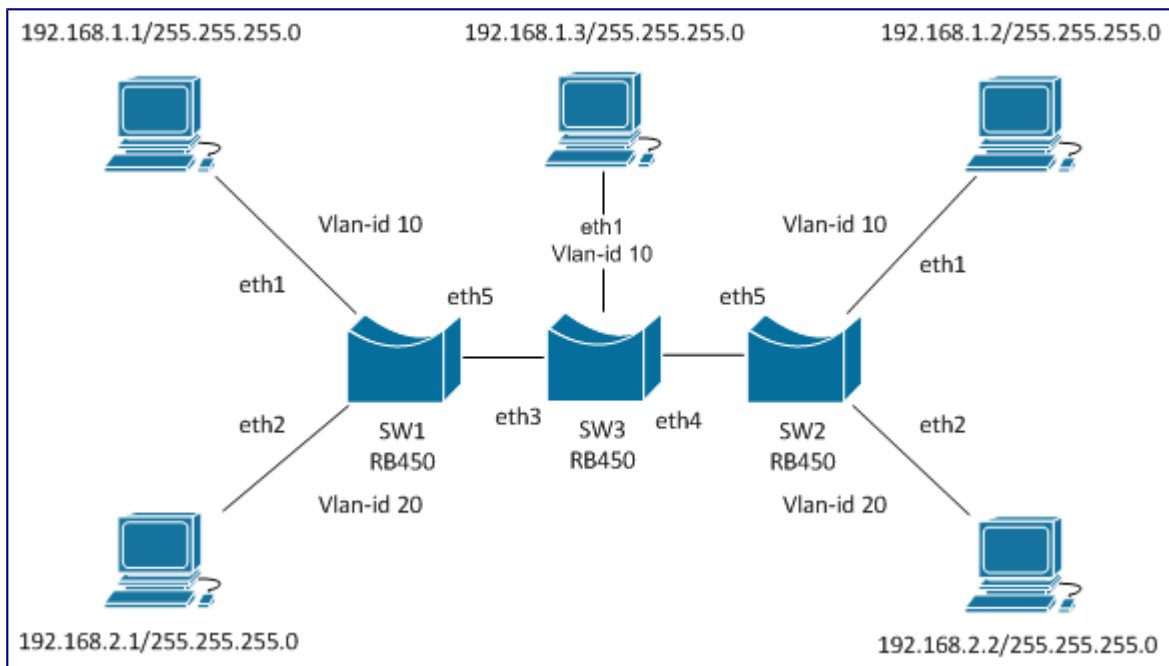 192.168.1.1/255.255.255.0
192.168.1.3/255.255.255.0
192.168.1.2/255.255.255.0
Vlan-id 10
eth1
Vlan-id 10
Vlan-id 10
eth1
eth1
eth5
eth5
eth2
SW1
RB450
eth3
SW3
RB450
eth4
SW2
RB450
eth2
Vlan-id 20
Vlan-id 20
192.168.2.1/255.255.255.0
192.168.2.2/255.255.255.0